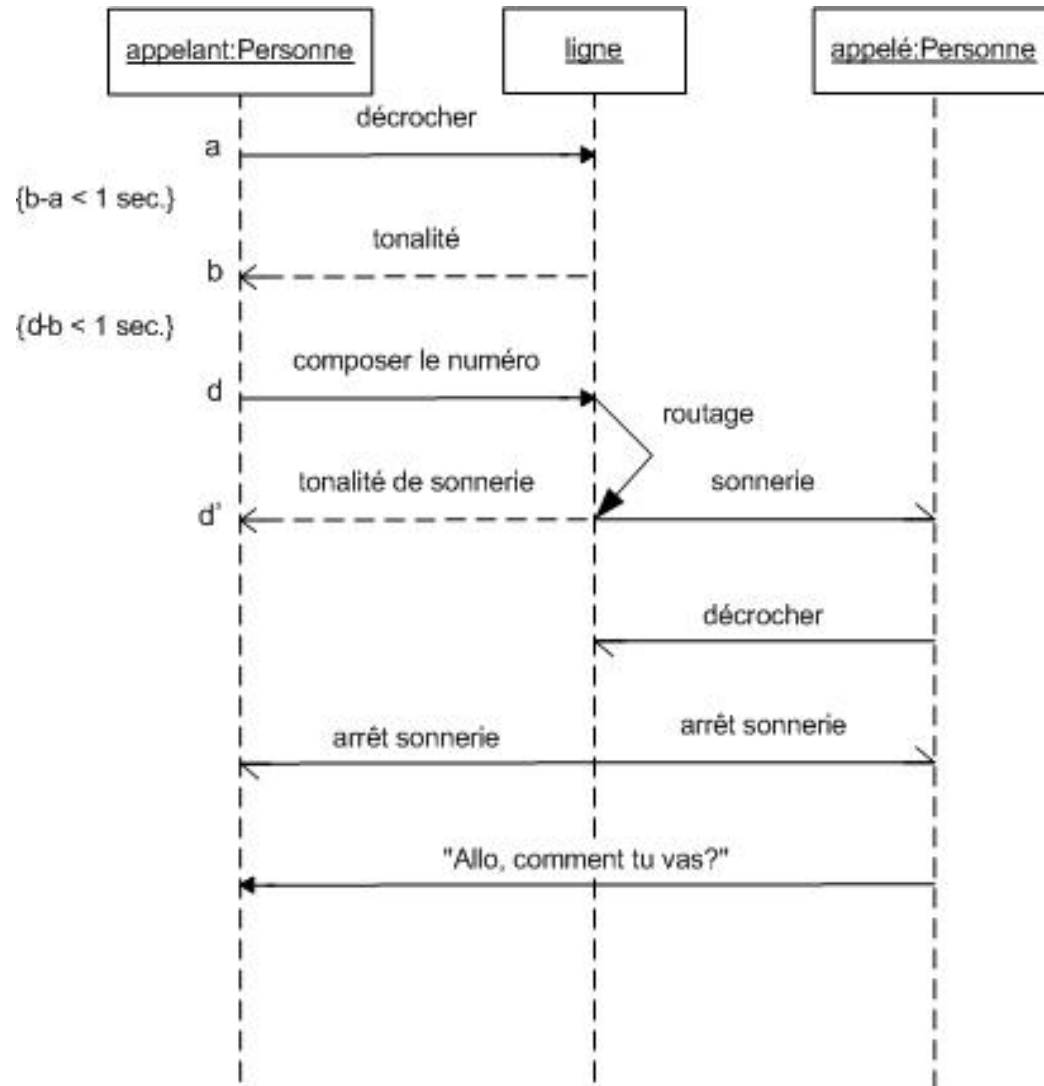 appelant:Personne
ligne
appelé:Personne
décrocher
a
{b-a < 1 sec.}
tonalité
b
{d-b < 1 sec.}
composer le numéro
d
routage
tonalité de sonnerie
sonnerie
d'
décrocher
arrêt sonnerie
arrêt sonnerie
"Allo, comment tu vas?"